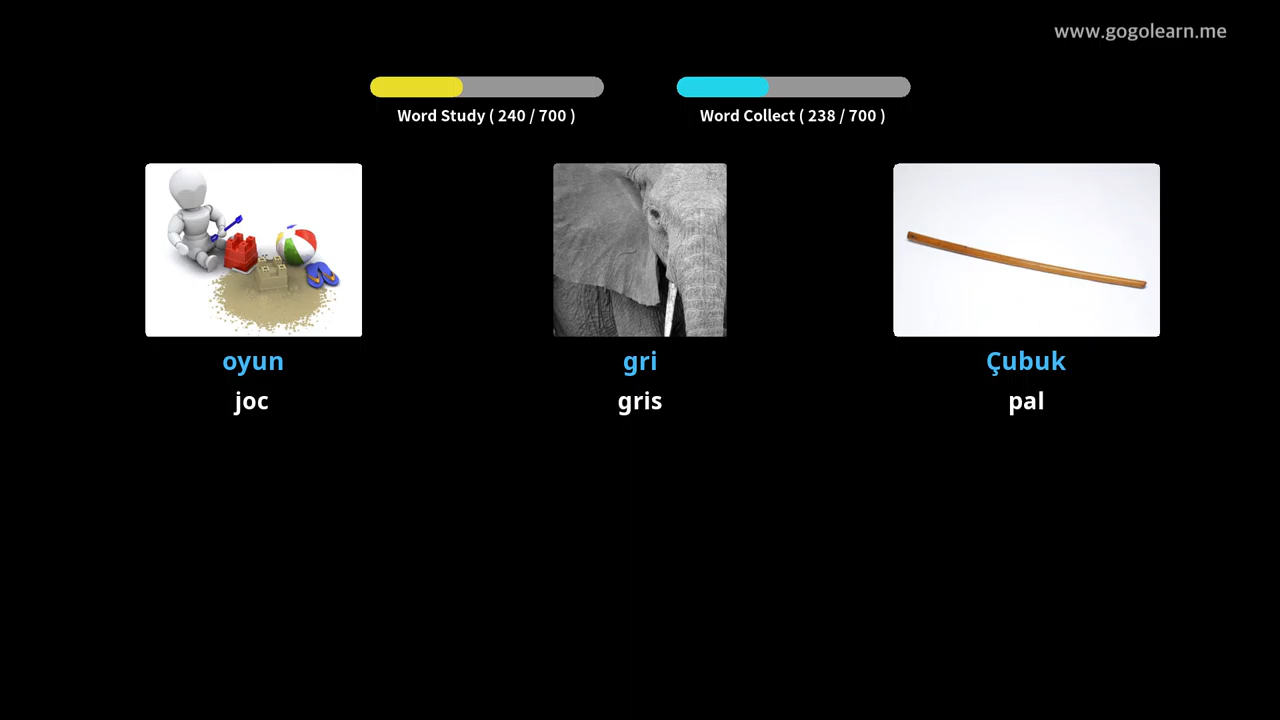 www.gogolearn.me
Word Study ( 240 / 700 )
Word Collect ( 238 / 700 )
oyun
gri
Çubuk
joc
gris
pal